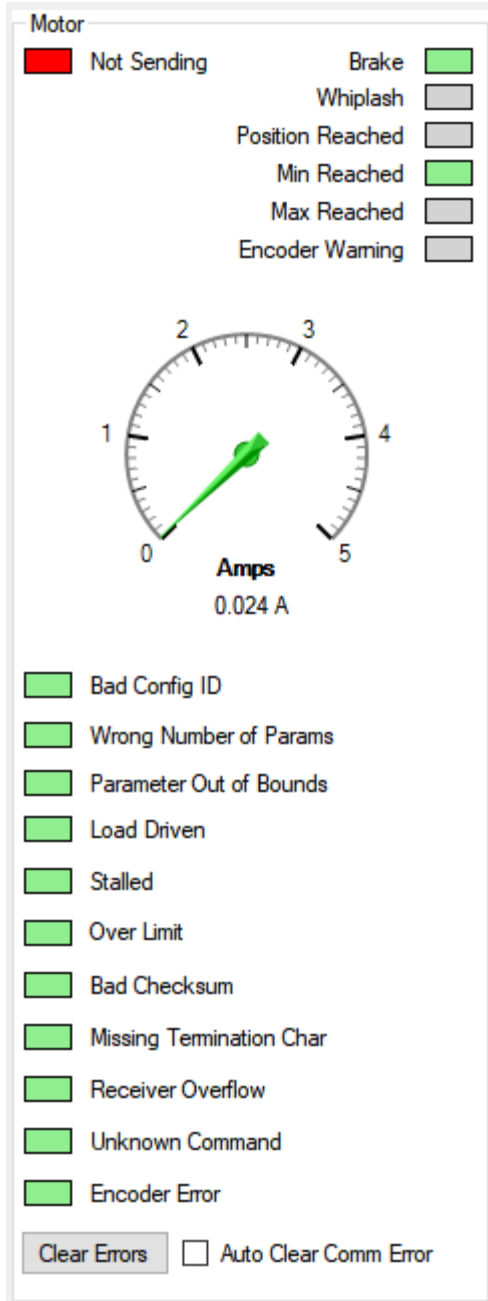 Motor
Not Sending
Brake
Whiplash
Position Reached
Min Reached
Max Reached
Encoder Warning
2
3
1
4
0
5
Amps
0.024 A
Bad Config ID
Wrong Number of Params
Parameter Out of Bounds
Load Driven
Stalled
Over Limit
Bad Checksum
Missing Termination Char
Receiver Overflow
Unknown Command
Encoder Error
Clear Errors
Auto Clear Comm Error